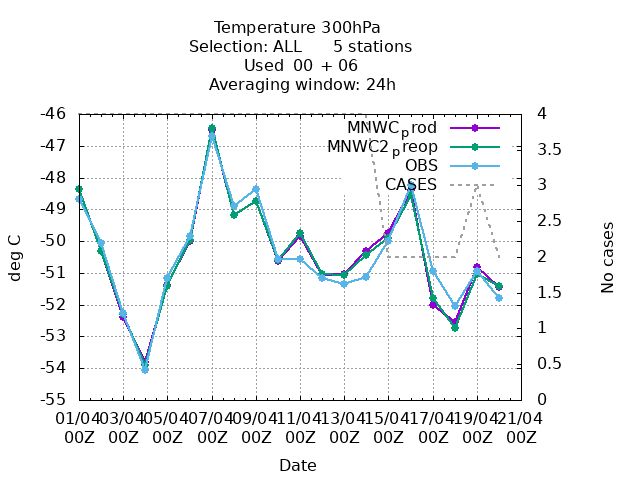 Temperature 300hPa
Selection: ALL 5 stations
Used 00 + 06
Averaging window: 24h
MNWC_prod
MNWC2_preop
OBS
CASES
-46
-47
-48
-49
-50
-51
-52
-53
-54
-55
deg C
4
3.5
3
2.5
2
1.5
1
0.5
0
No cases
01/04 03/04 05/04 07/04 09/04 11/04 13/04 15/04 17/04 19/04 21/04
00Z 00Z 00Z 00Z 00Z 00Z 00Z 00Z 00Z 00Z 00Z
Date